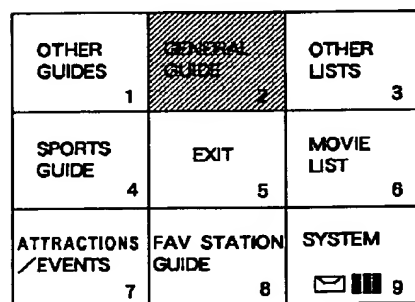 OTHER
GUIDES
1
GENERAL
GUIDE
2
OTHER
LISTS
3
SPORTS
GUIDE
4
EXIT
5
MOVIE
LIST
6
ATTRACTIONS
/EVENTS
7
FAV STATION
GUIDE
8
SYSTEM
9